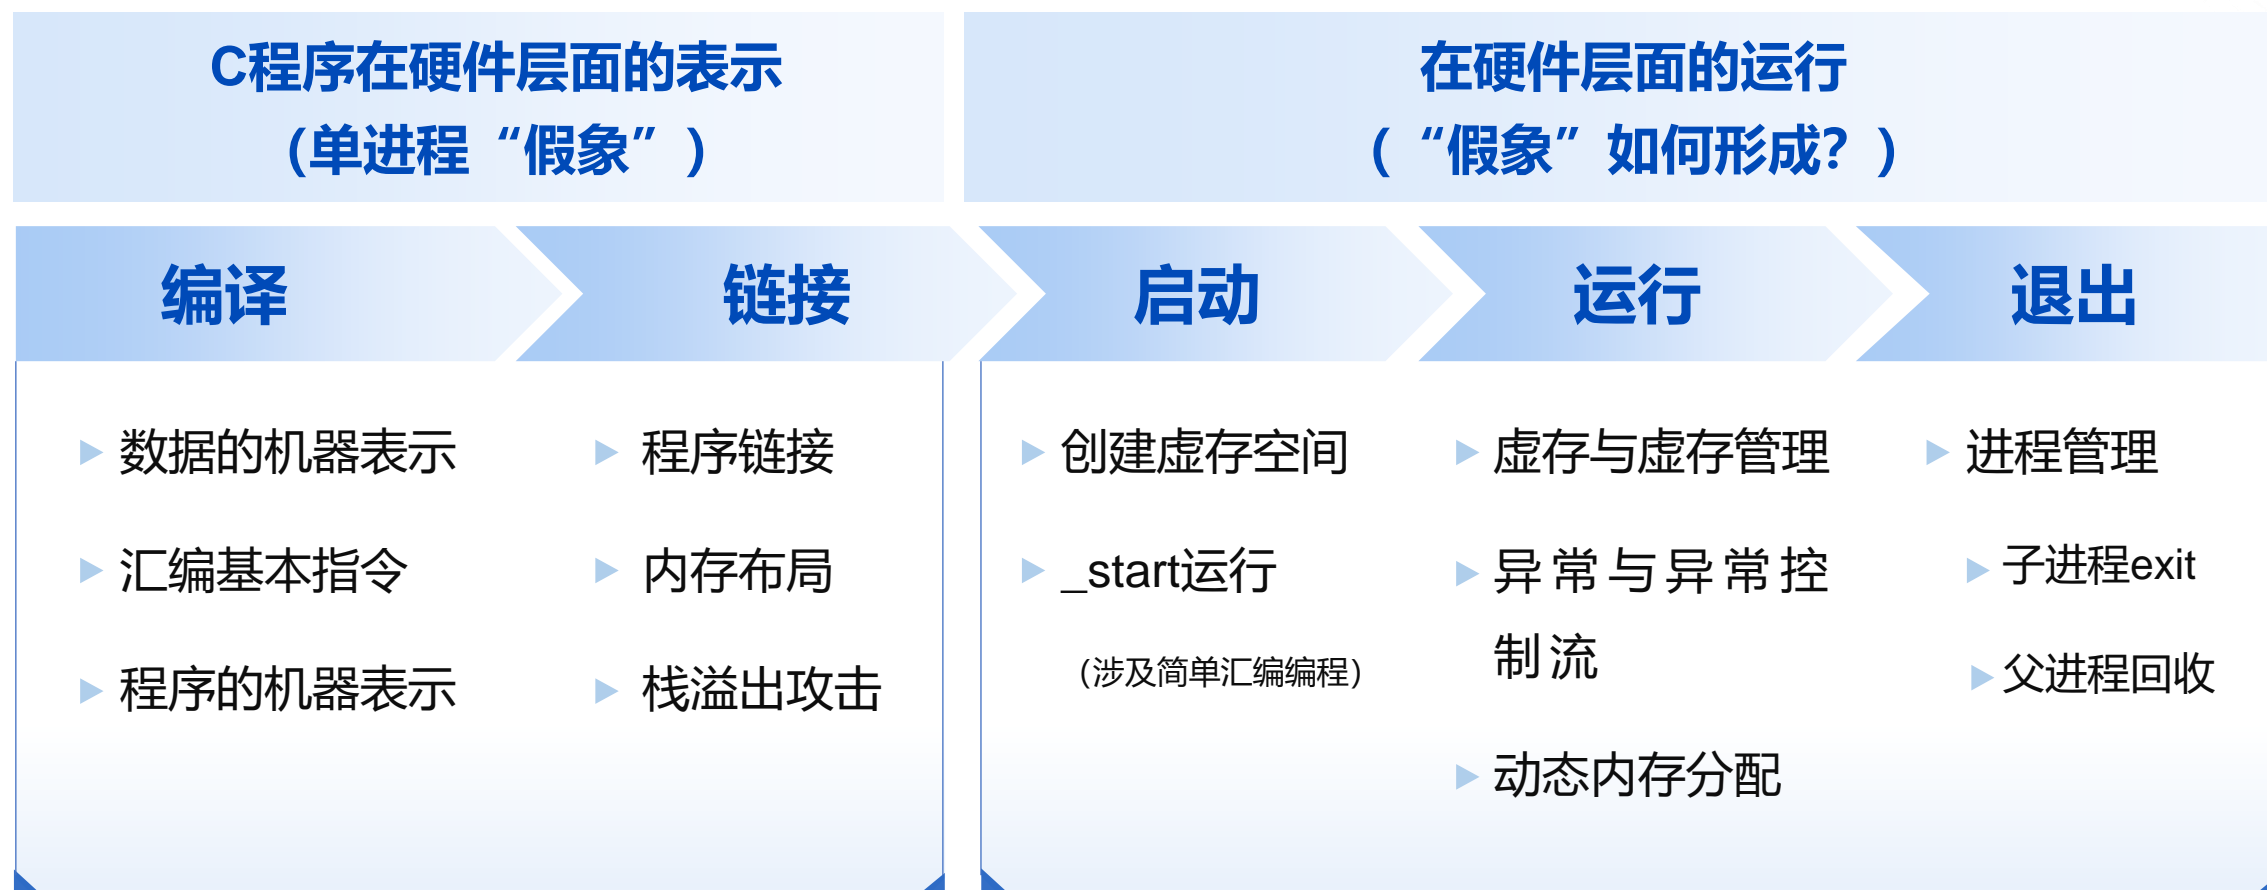 C程序在硬件层面的表示
（单进程“假象”）
在硬件层面的运行
（“假象”如何形成？）
编译
链接
启动
运行
退出
数据的机器表示
汇编基本指令
程序的机器表示
程序链接
内存布局
栈溢出攻击
创建虚存空间
_start运行
（涉及简单汇编编程）
虚存与虚存管理
异常与异常控
制流
动态内存分配
进程管理
子进程exit
父进程回收